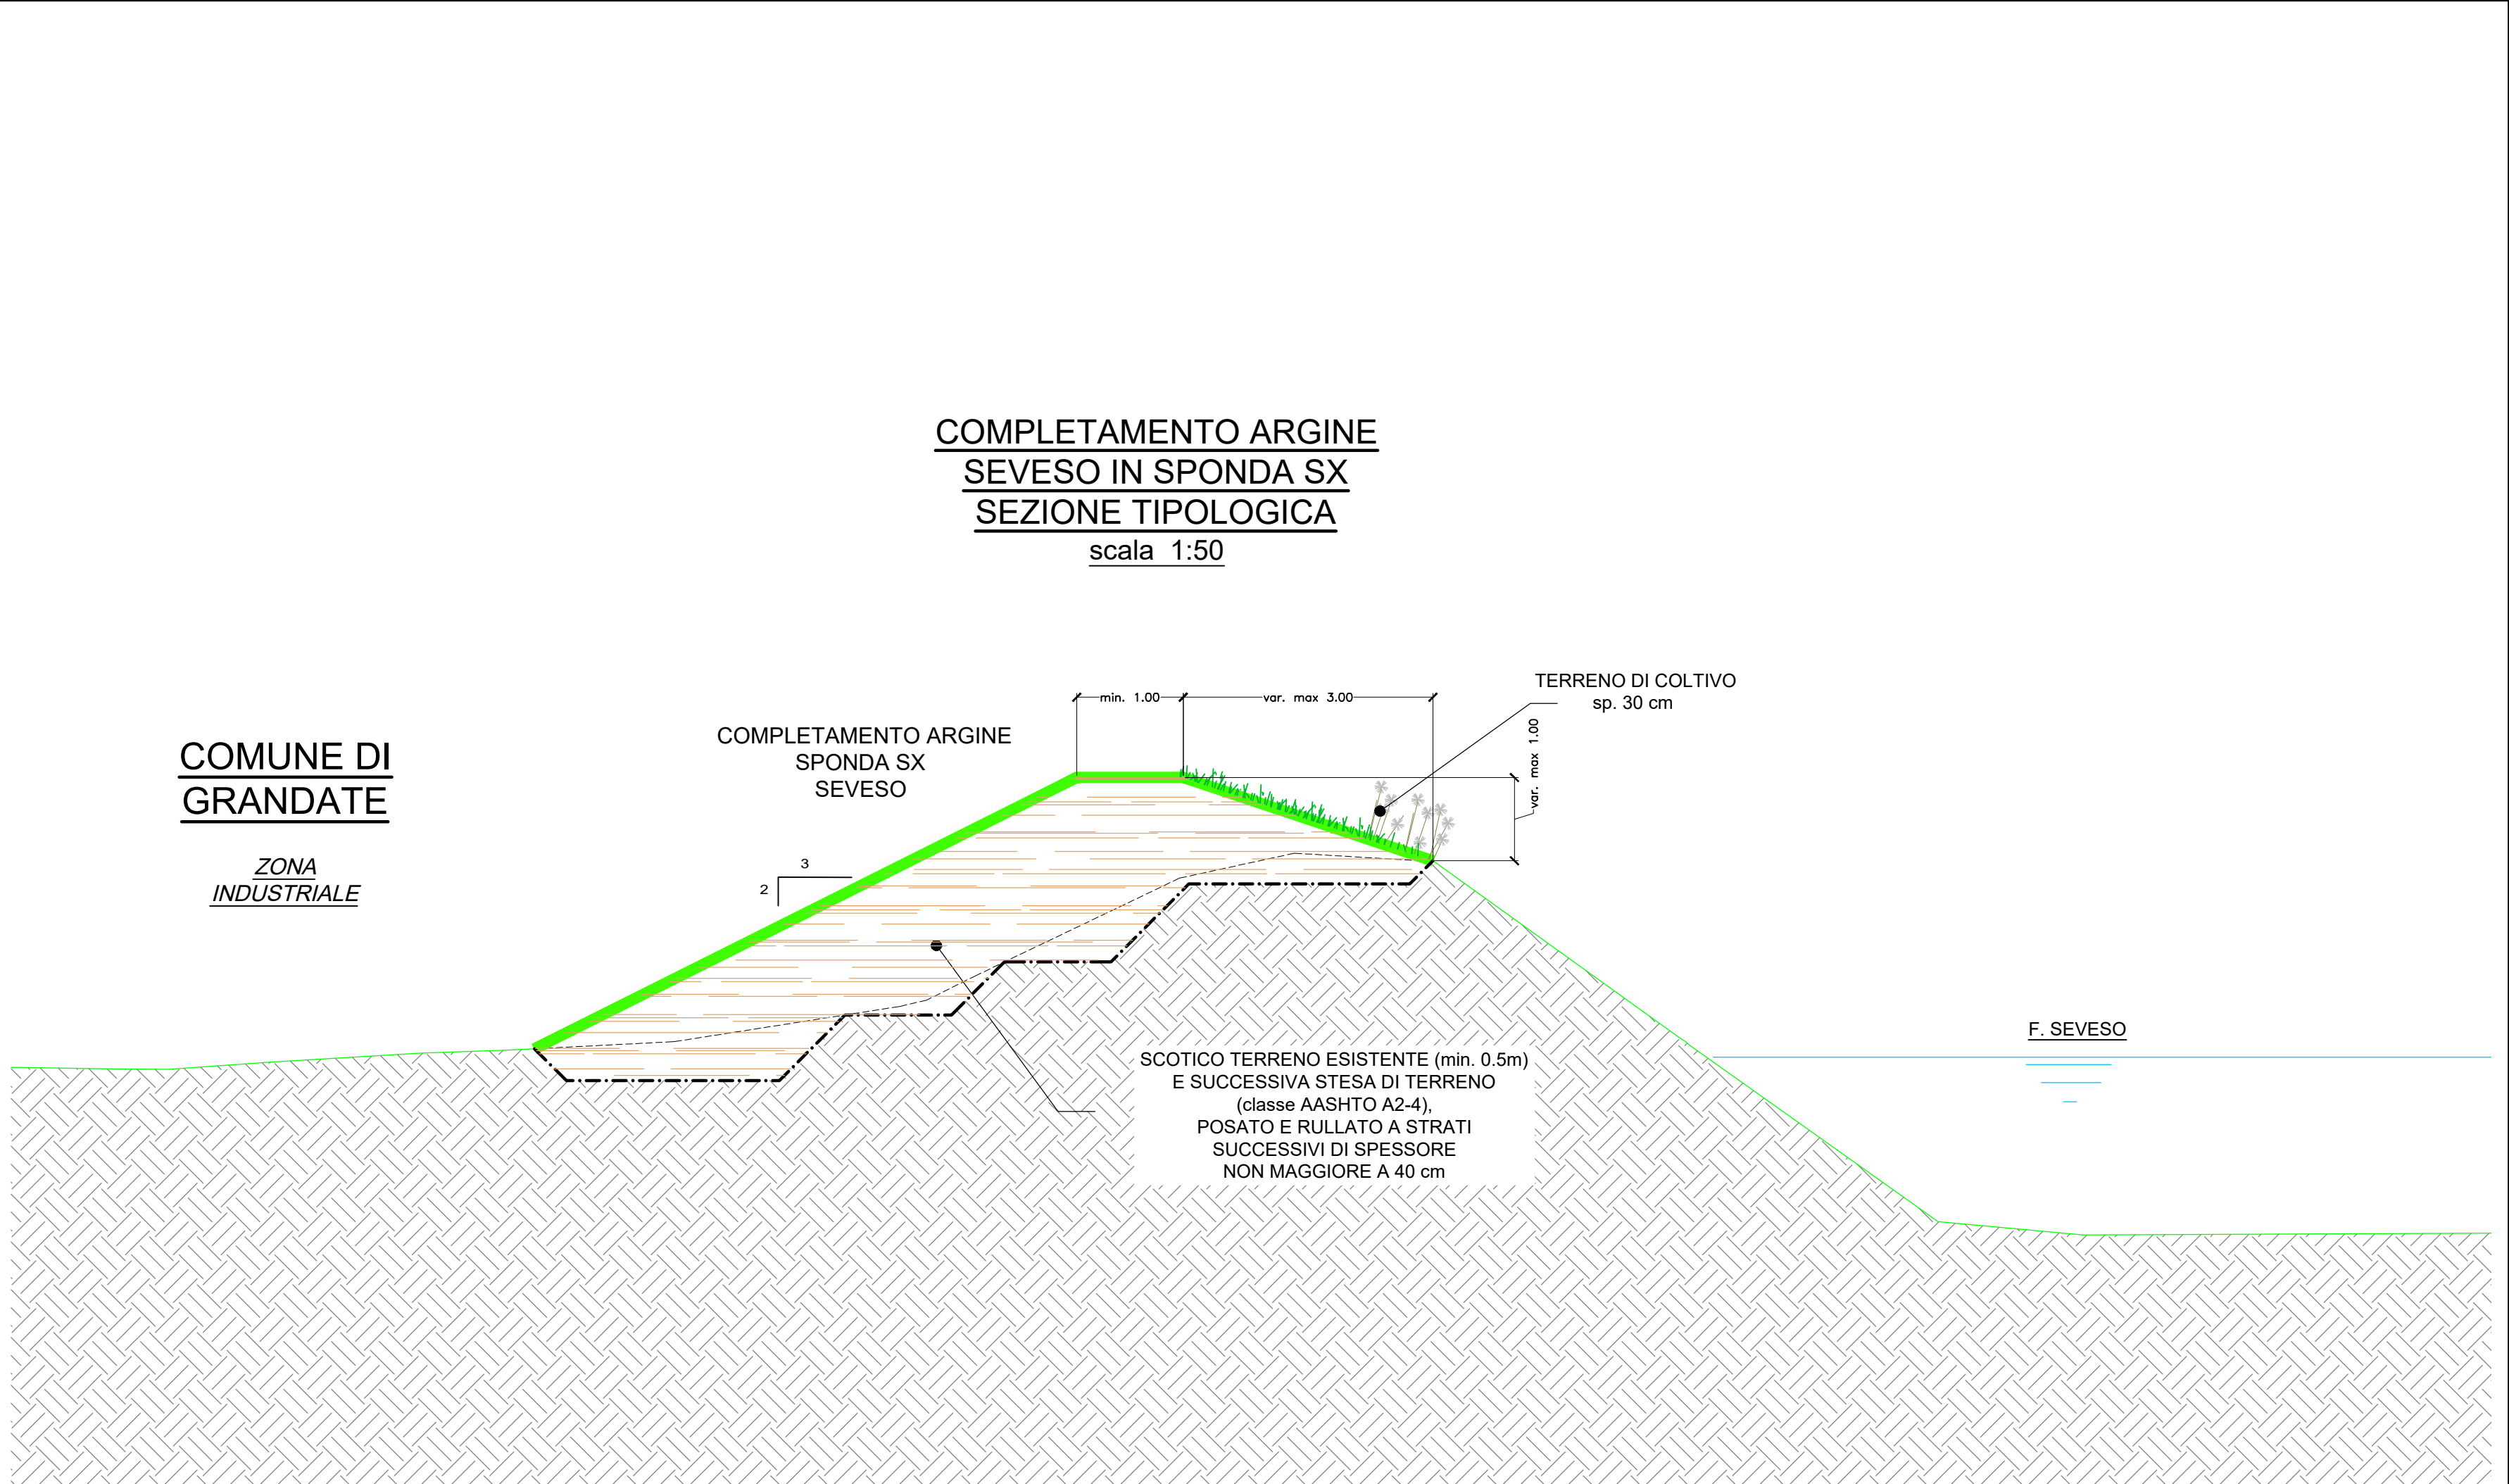 COMPLETAMENTO ARGINE
SEVESO IN SPONDA SX
SEZIONE TIPOLOGICA
scala 1:50
COMUNE DI
GRANDATE
ZONA
INDUSTRIALE
COMPLETAMENTO ARGINE
SPONDA SX
SEVESO
min. 1.00
var. max 3.00
TERRENO DI COLTIVO
sp. 30 cm
var. max 1.00
3
2
F. SEVESO
SCOTICO TERRENO ESISTENTE (min. 0.5m)
E SUCCESSIVA STESA DI TERRENO
(classe AASHTO A2-4),
POSATO E RULLATO A STRATI
SUCCESSIVI DI SPESSORE
NON MAGGIORE A 40 cm